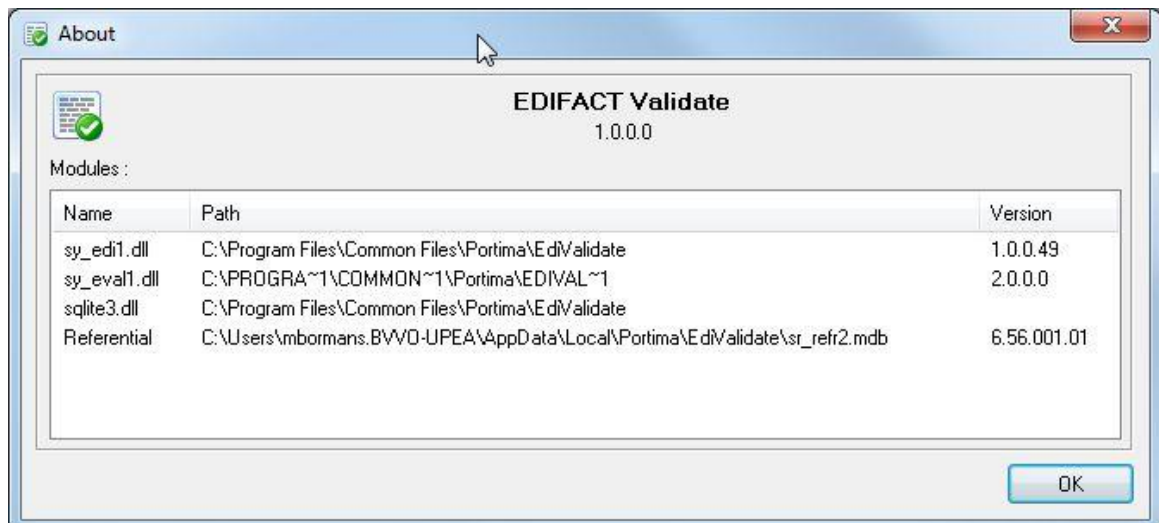 About
EDIFACT Validate
1.0.0.0
Modules :
Name Path Version
sy_edi1.dll C:\Program Files\Common Files\Portima\EdiValidate 1.0.0.49
sy_eval1.dll C:\PROGRA~1\COMMON~1\Portima\EDIVAL~1 2.0.0.0
sqlite3.dll C:\Program Files\Common Files\Portima\EdiValidate
Referential C:\Users\mbormans.BVVO-UPEA\AppData\Local\Portima\EdiValidate\sr_refr2.mdb 6.56.001.01
OK